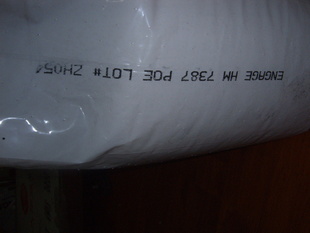 ENGAGE HM 7387 POE LOT# ZH054